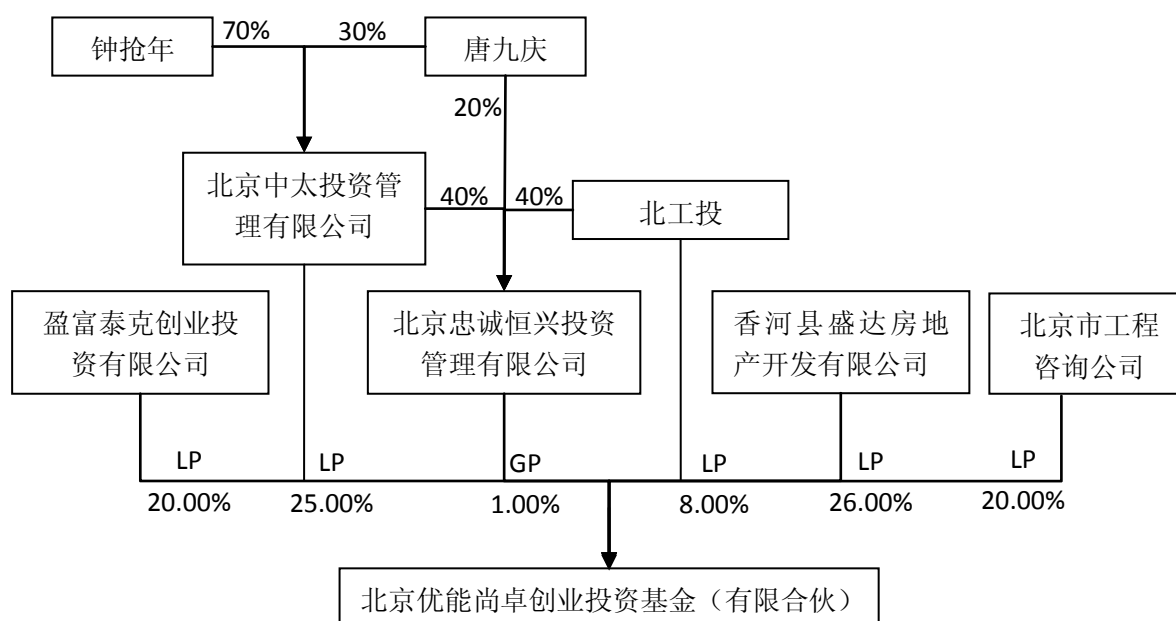 钟抢年
70%
30%
唐九庆
20%
北京中太投资管
理有限公司
40%
40%
北工投
盈富泰克创业投
资有限公司
北京忠诚恒兴投资
管理有限公司
香河县盛达房地
产开发有限公司
北京市工程
咨询公司
LP
LP
GP
LP
LP
LP
20.00%
25.00%
1.00%
8.00%
26.00%
20.00%
北京优能尚卓创业投资基金（有限合伙）